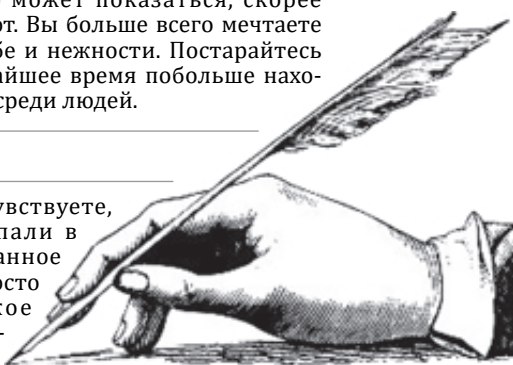 может показаться, скорее
от. Вы больше всего мечтаете
бе и нежности. Постарайтесь
айшее время побольше нахо-
среди людей.
увствуете,
пали в
анное
осто
кое
-